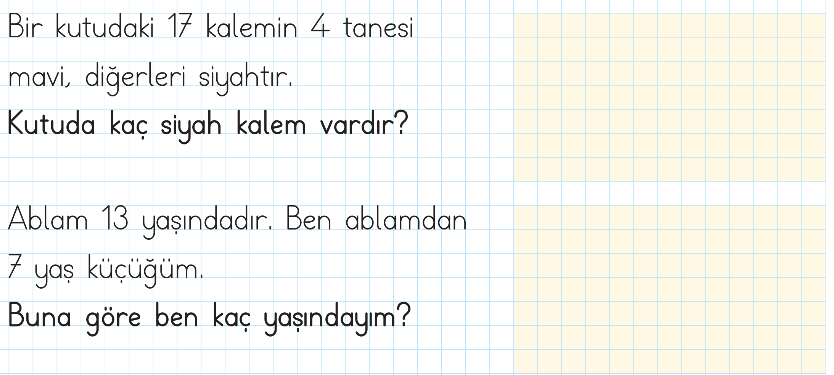 Bir kutudaki 17 kalemin 4 tanesi
mavi, diğerleri siyahtır.
Kutuda kaç siyah kalem vardır?
Ablam 13 yaşındadır. Ben ablamdan
7 yaş küçüğüm.
Buna göre ben kaç yaşındayım?